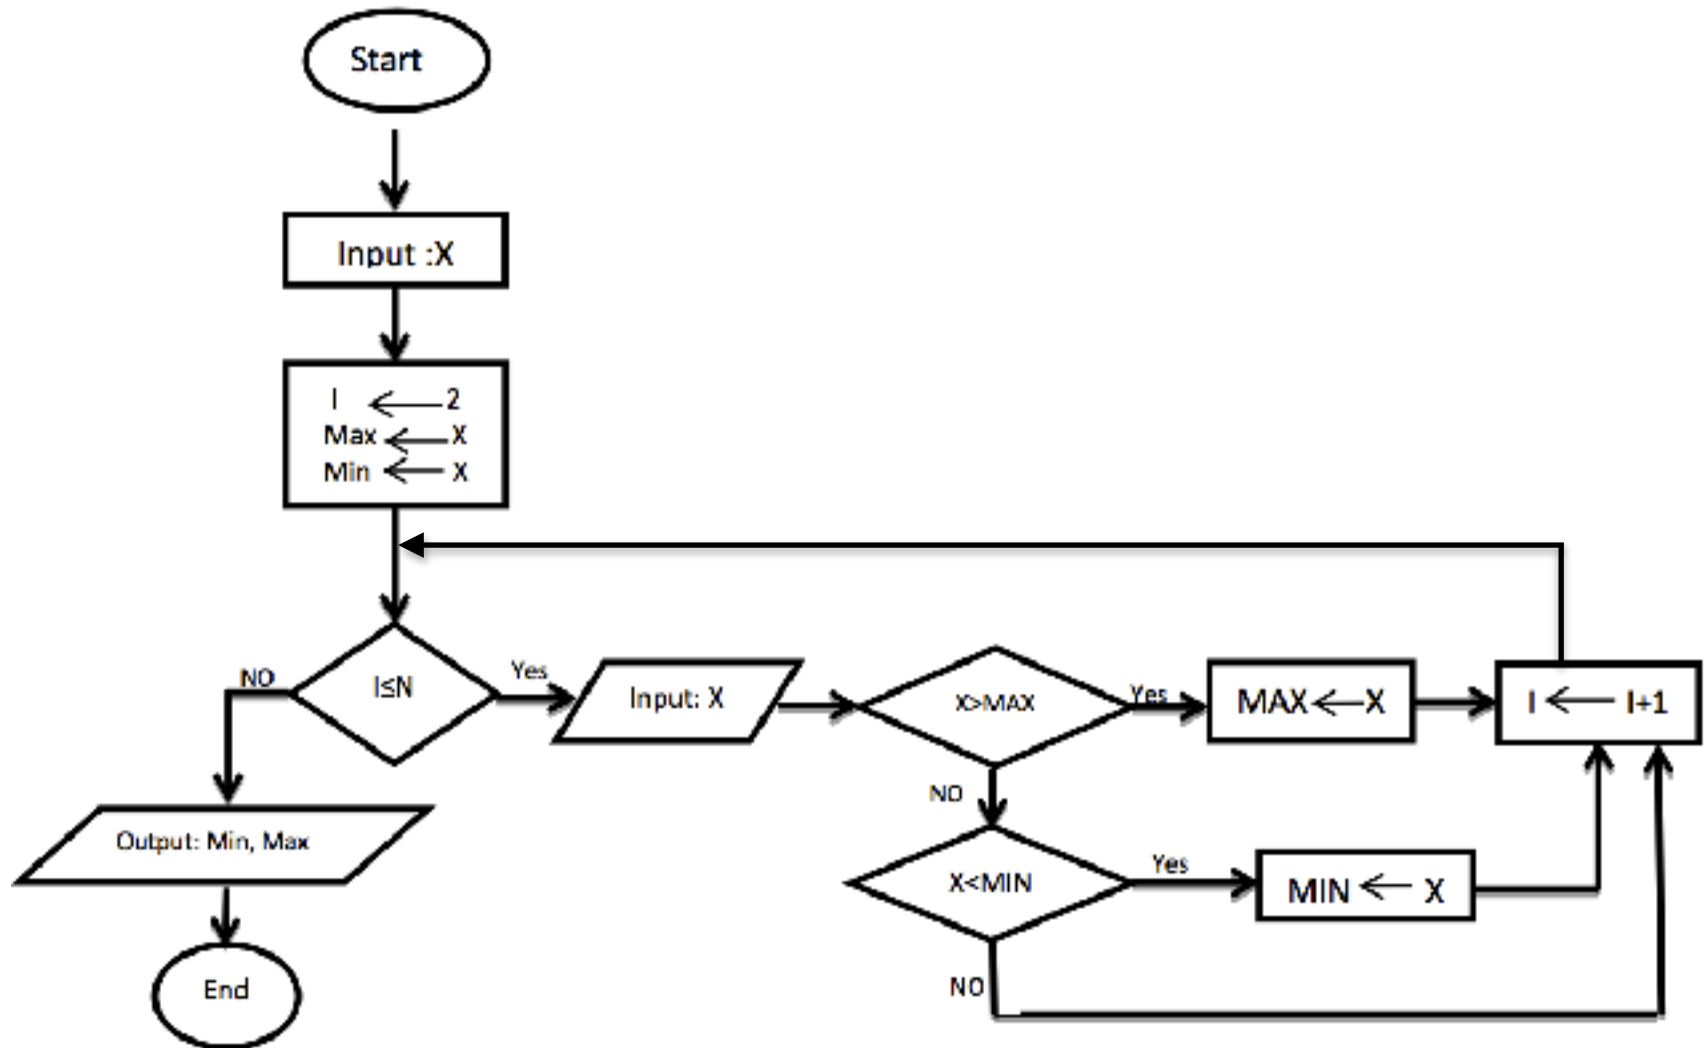 Start
Input :X
I ← 2
Max ← X
Min ← X
I≤N
NO
Yes
Input: X
X>MAX
Yes
MAX ← X
I ← I+1
NO
X<MIN
Yes
MIN ← X
NO
Output: Min, Max
End